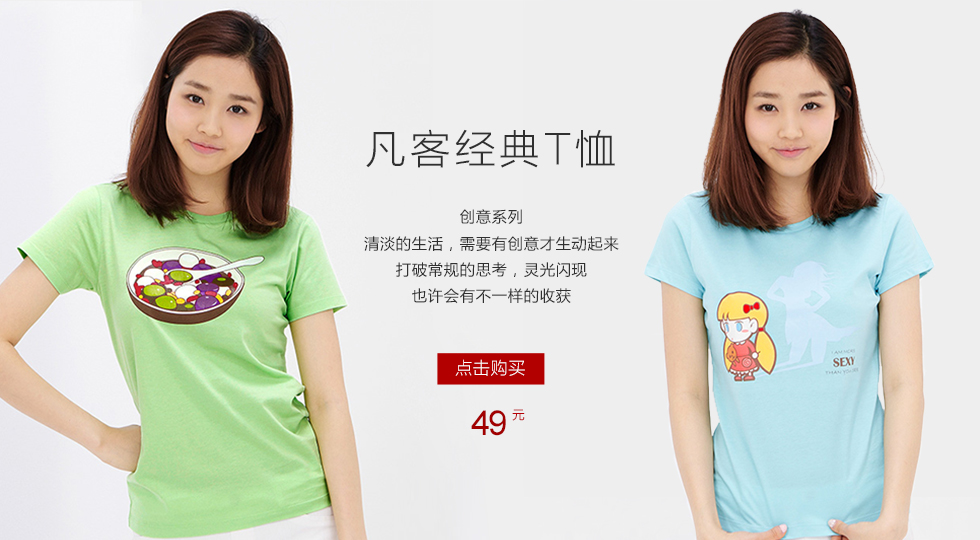 凡客经典T恤
创意系列
清淡的生活，需要有创意才生动起来
打破常规的思考，灵光闪现
也许会有不一样的收获
点击购买
49元
SEXY